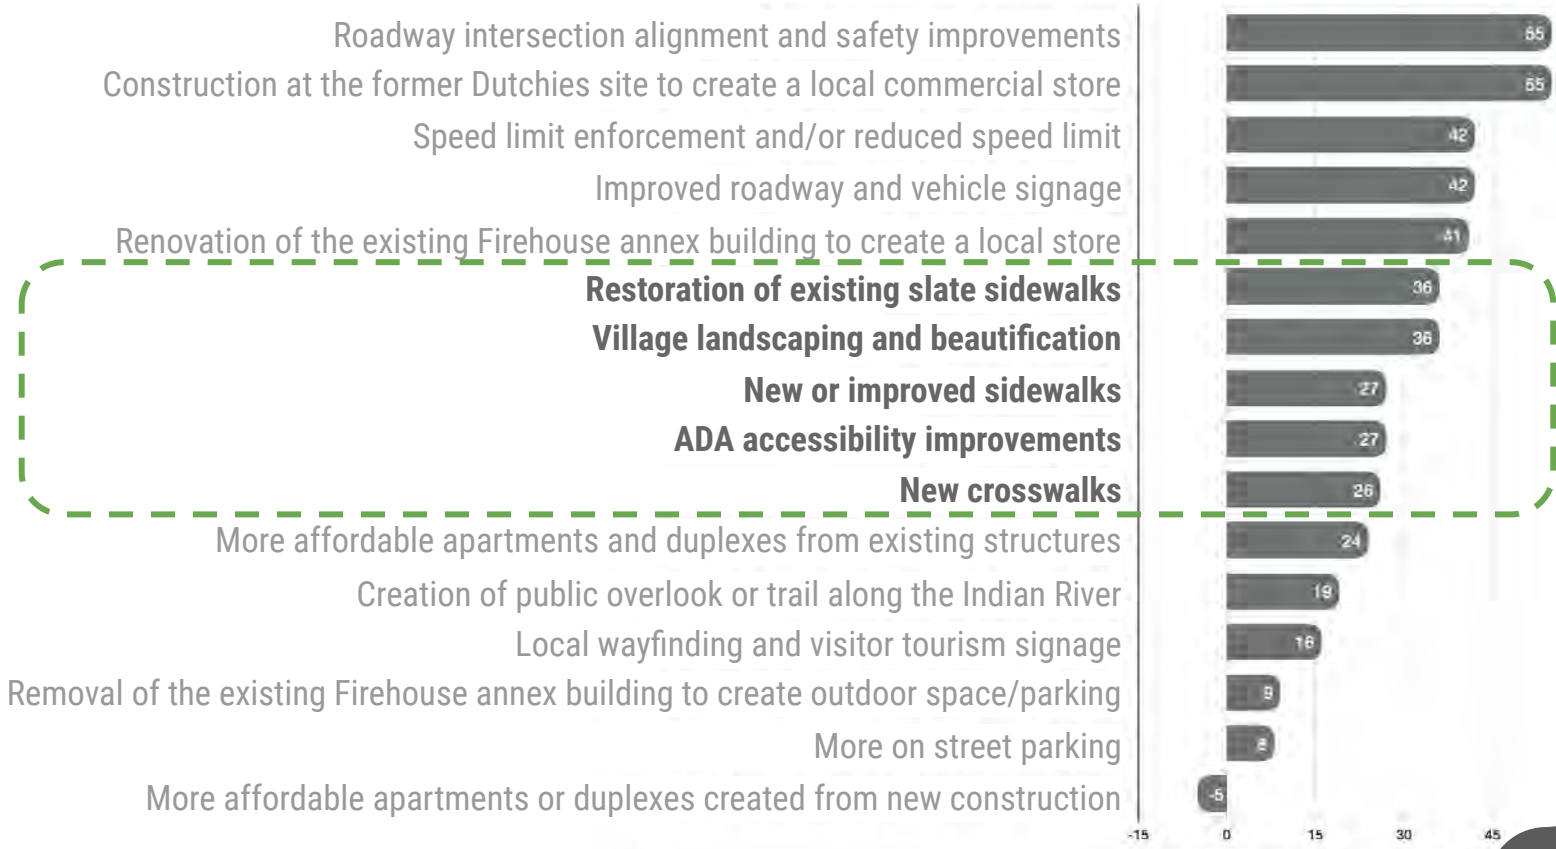 Roadway intersection alignment and safety improvements 55
Construction at the former Dutchies site to create a local commercial store 55
Speed limit enforcement and/or reduced speed limit 42
Improved roadway and vehicle signage 42
Renovation of the existing Firehouse annex building to create a local store 41
Restoration of existing slate sidewalks 36
Village landscaping and beautification 36
New or improved sidewalks 27
ADA accessibility improvements 27
New crosswalks 26
More affordable apartments and duplexes from existing structures 24
Creation of public overlook or trail along the Indian River 19
Local wayfinding and visitor tourism signage 16
Removal of the existing Firehouse annex building to create outdoor space/parking 9
More on street parking 8
More affordable apartments or duplexes created from new construction -5
-15 0 15 30 45